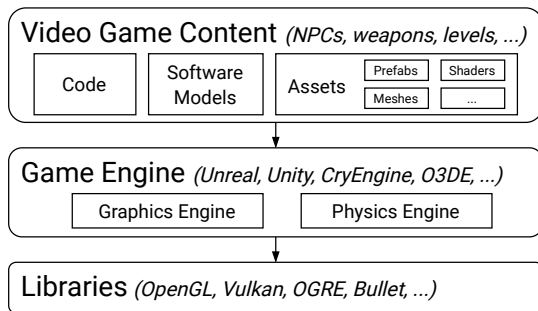 Video Game Content (NPCs, weapons, levels, ...)
Code
Software
Models
Assets
Prefabs
Shaders
Meshes
...
Game Engine (Unreal, Unity, CryEngine, O3DE, ...)
Graphics Engine
Physics Engine
Libraries (OpenGL, Vulkan, OGRE, Bullet, ...)